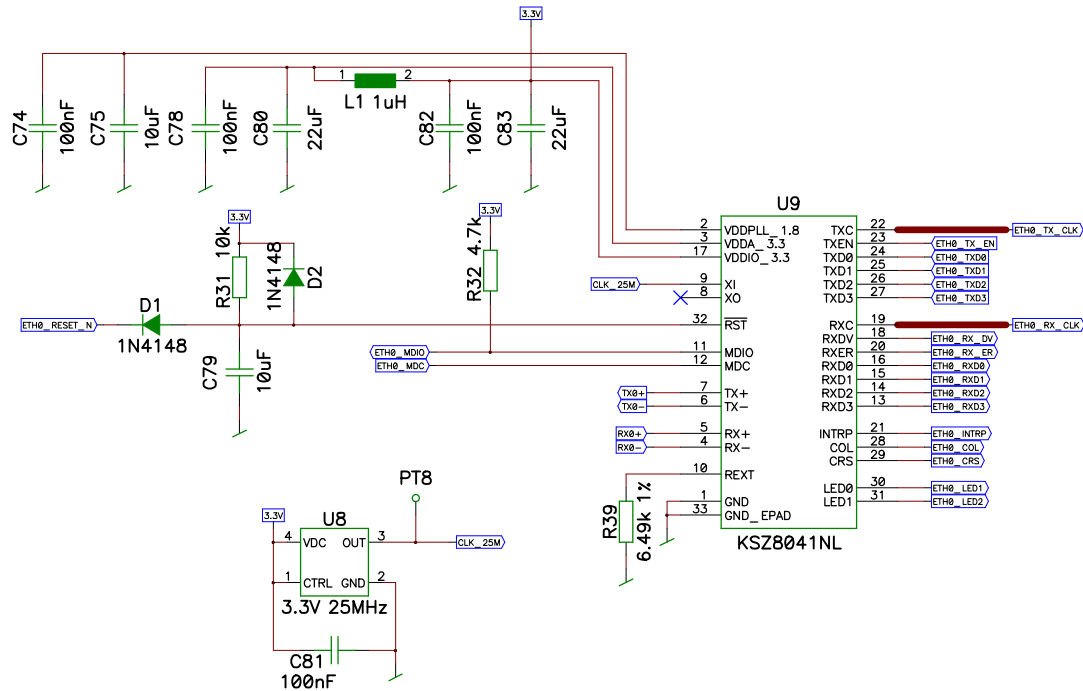 3.3V
1 2
L1 1uH
C74 100nF
C75 10uF
C78 100nF
C80 22uF
C82 100nF
C83 22uF
3.3V
R31 10k
1N4148 D2
3.3V
R32 4.7k
D1
1N4148
ETH0_RESET_N
C79 10uF
CLK_25M
ETH0_MDIO
ETH0_MDC
TX0+
TX0-
RX0+
RX0-
R39 6.49k 1%
U9
2 VDDPLL_1.8
3 VDDA_3.3
17 VDDIO_3.3
9 XI
8 XO
32 RST
11 MDIO
12 MDC
7 TX+
6 TX-
5 RX+
4 RX-
10 REXT
1 GND
33 GND_EPAD
TXC 22 ETH0_TX_CLK
TXEN 23 ETH0_TX_EN
TXD0 24 ETH0_TXD0
TXD1 25 ETH0_TXD1
TXD2 26 ETH0_TXD2
TXD3 27 ETH0_TXD3
RXC 19 ETH0_RX_CLK
RXDV 18 ETH0_RX_DV
RXER 20 ETH0_RX_ER
RXD0 16 ETH0_RXD0
RXD1 15 ETH0_RXD1
RXD2 14 ETH0_RXD2
RXD3 13 ETH0_RXD3
INTRP 21 ETH0_INTRP
COL 28 ETH0_COL
CRS 29 ETH0_CRS
LED0 30 ETH0_LED1
LED1 31 ETH0_LED2
KSZ8041NL
PT8
3.3V
U8
4 VDC OUT 3
CLK_25M
1 CTRL GND 2
3.3V 25MHz
C81
100nF